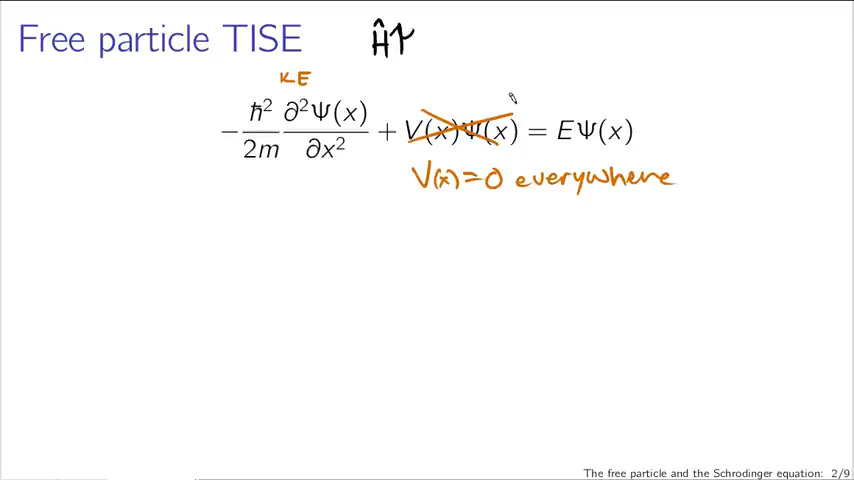 Free particle TISE ĤΨ
KE
−ℏ²/2m ∂²Ψ(x)/∂x² + V(x)Ψ(x) = EΨ(x)
V(x)=0 everywhere
The free particle and the Schrodinger equation: 2/9